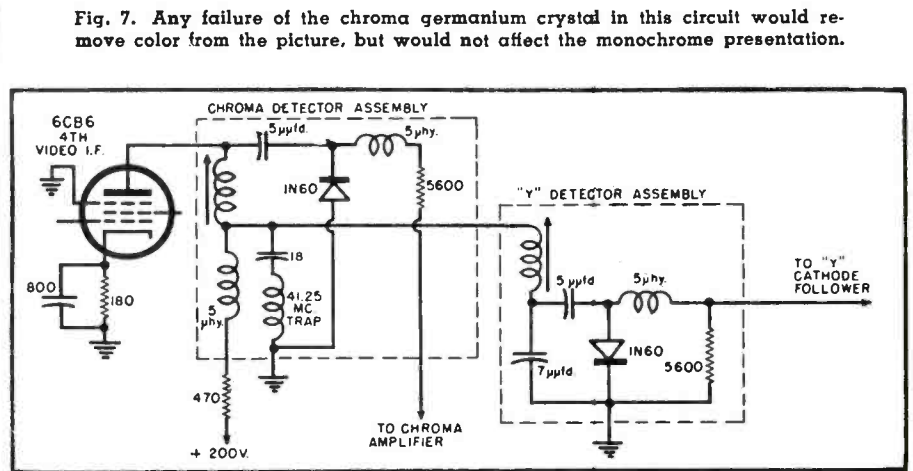 Fig. 7. Any failure of the chroma germanium crystal in this circuit would re-
move color from the picture, but would not affect the monochrome presentation.
CHROMA DETECTOR ASSEMBLY
6CB6
4TH
VIDEO I.F.
5μμfd.
5μhy.
1N60
5600
"Y" DETECTOR ASSEMBLY
18
800
180
5
μhy.
41.25
MC.
TRAP
5μμfd
5μhy.
TO "Y"
CATHODE
FOLLOWER
7μμfd
1N60
5600
470
+ 200V.
TO CHROMA
AMPLIFIER